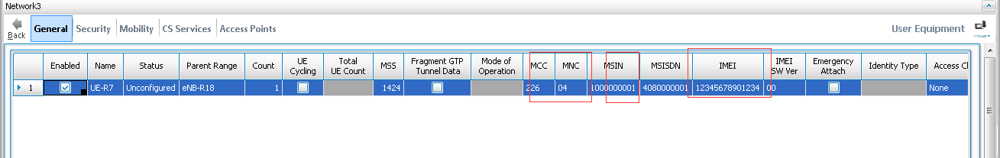 Network3
Back General Security Mobility CS Services Access Points User Equipment
Enabled Name Status Parent Range Count UE Cycling Total UE Count MSS Fragment GTP Tunnel Data Mode of Operation MCC MNC MSIN MSISDN IMEI IMEI SW Ver Emergency Attach Identity Type Access Cl
1 UE-R7 Unconfigured eNB-R18 1 1424 226 04 1000000001 4080000001 12345678901234 00 None